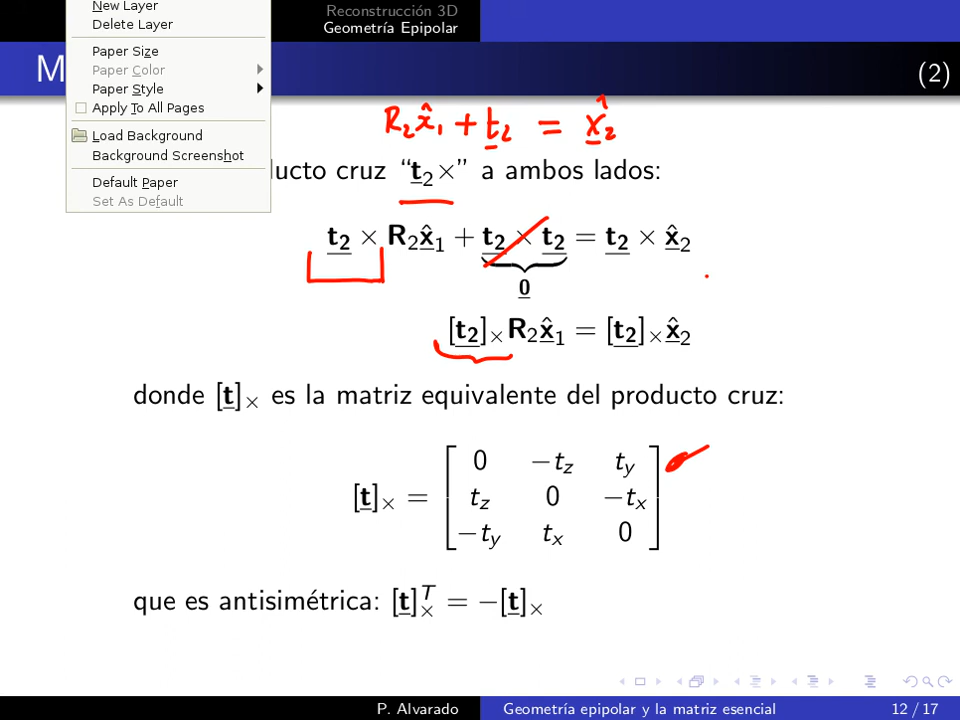 New Layer
Delete Layer
Paper Size
Paper Color
Paper Style
Apply To All Pages
Load Background
Background Screenshot
Default Paper
Set As Default
Reconstrucción 3D
Geometría Epipolar
M
(2)
R₂x̂₁ + t₂ = x̂₂
ducto cruz “t₂×” a ambos lados:
t₂ × R₂x̂₁ + t₂ × t₂ = t₂ × x̂₂
0
[t₂]×R₂x̂₁ = [t₂]×x̂₂
donde [t]× es la matriz equivalente del producto cruz:
0 −t_z t_y
[t]× = t_z 0 −t_x
−t_y t_x 0
que es antisimétrica: [t]×ᵀ = −[t]×
P. Alvarado Geometría epipolar y la matriz esencial 12 / 17